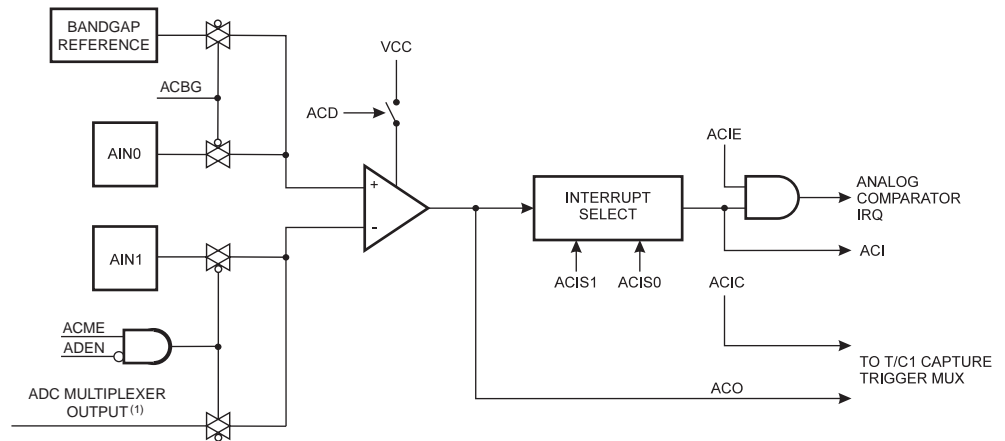 BANDGAP
REFERENCE
ACBG
AIN0
VCC
ACD
+
-
AIN1
ACME
ADEN
ADC MULTIPLEXER
OUTPUT(1)
INTERRUPT
SELECT
ACIS1
ACIS0
ACIE
ANALOG
COMPARATOR
IRQ
ACI
ACIC
TO T/C1 CAPTURE
TRIGGER MUX
ACO